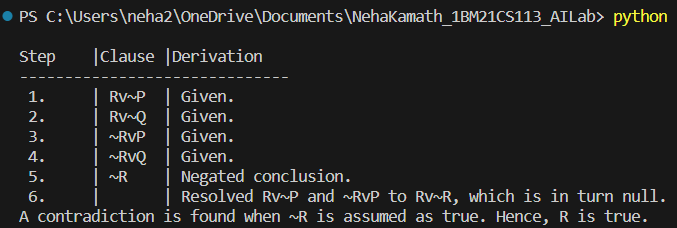 PS C:\Users\neha2\OneDrive\Documents\NehaKamath_1BM21CS113_AILab> python
Step |Clause |Derivation
------------------------------
1. | Rv~P | Given.
2. | Rv~Q | Given.
3. | ~RvP | Given.
4. | ~RvQ | Given.
5. | ~R | Negated conclusion.
6. | | Resolved Rv~P and ~RvP to Rv~R, which is in turn null.
A contradiction is found when ~R is assumed as true. Hence, R is true.